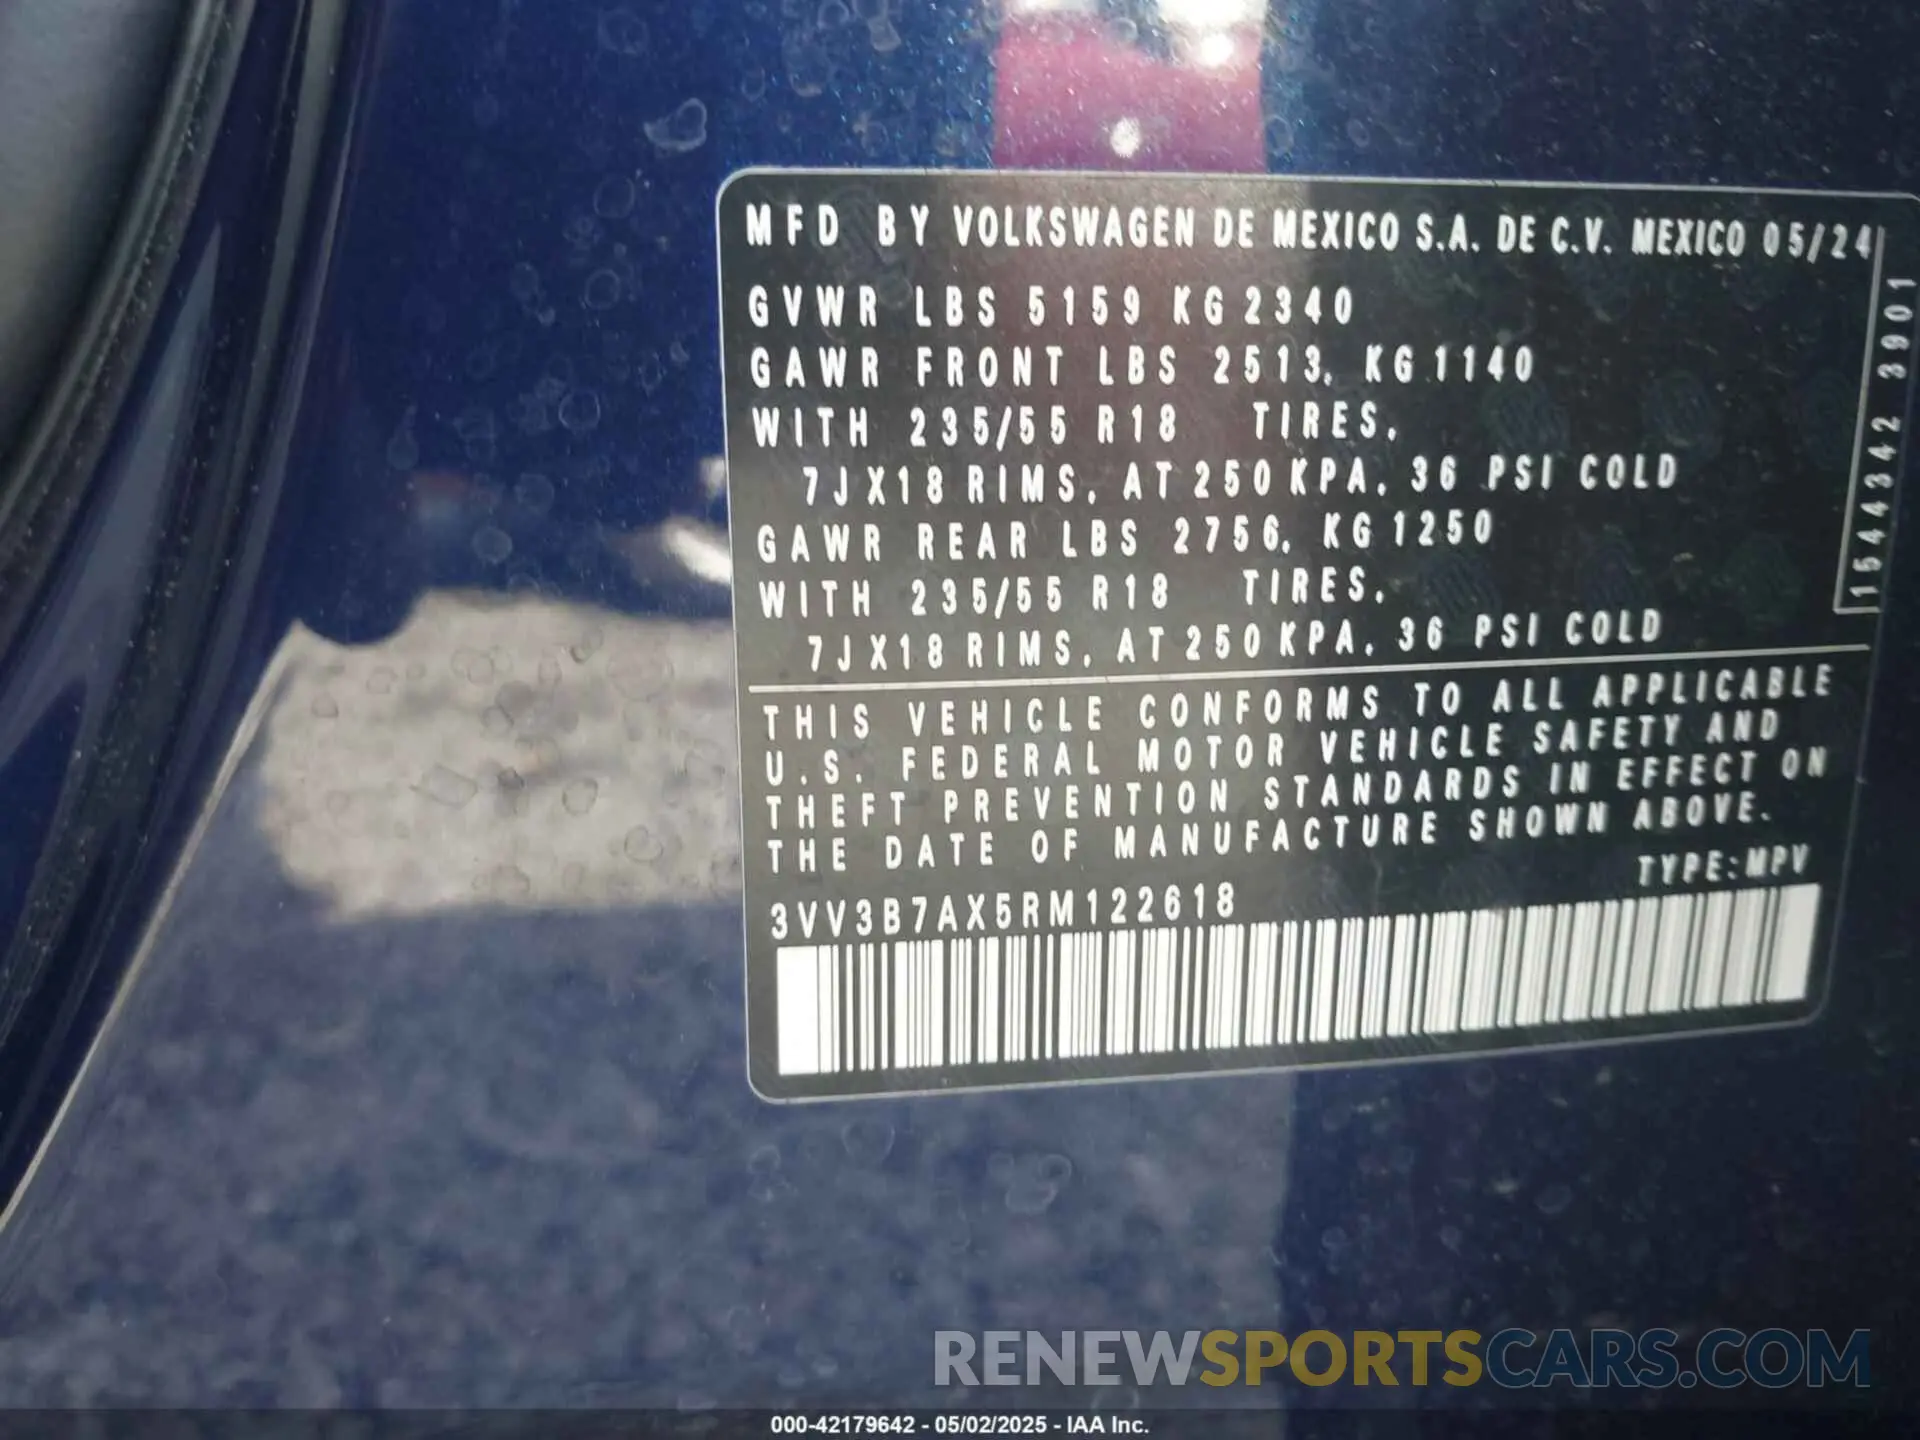 MFD BY VOLKSWAGEN DE MEXICO S.A. DE C.V. MEXICO 05/24
GVWR LBS 5159 KG 2340
GAWR FRONT LBS 2513, KG 1140
WITH 235/55 R18 TIRES,
7JX18 RIMS, AT 250 KPA, 36 PSI COLD
GAWR REAR LBS 2756, KG 1250
WITH 235/55 R18 TIRES,
7JX18 RIMS, AT 250 KPA, 36 PSI COLD
1544342 3901
THIS VEHICLE CONFORMS TO ALL APPLICABLE
U.S. FEDERAL MOTOR VEHICLE SAFETY AND
THEFT PREVENTION STANDARDS IN EFFECT ON
THE DATE OF MANUFACTURE SHOWN ABOVE.
TYPE:MPV
3VV3B7AX5RM122618
RENEWSPORTSCARS.COM
000-42179642 - 05/02/2025 - IAA Inc.